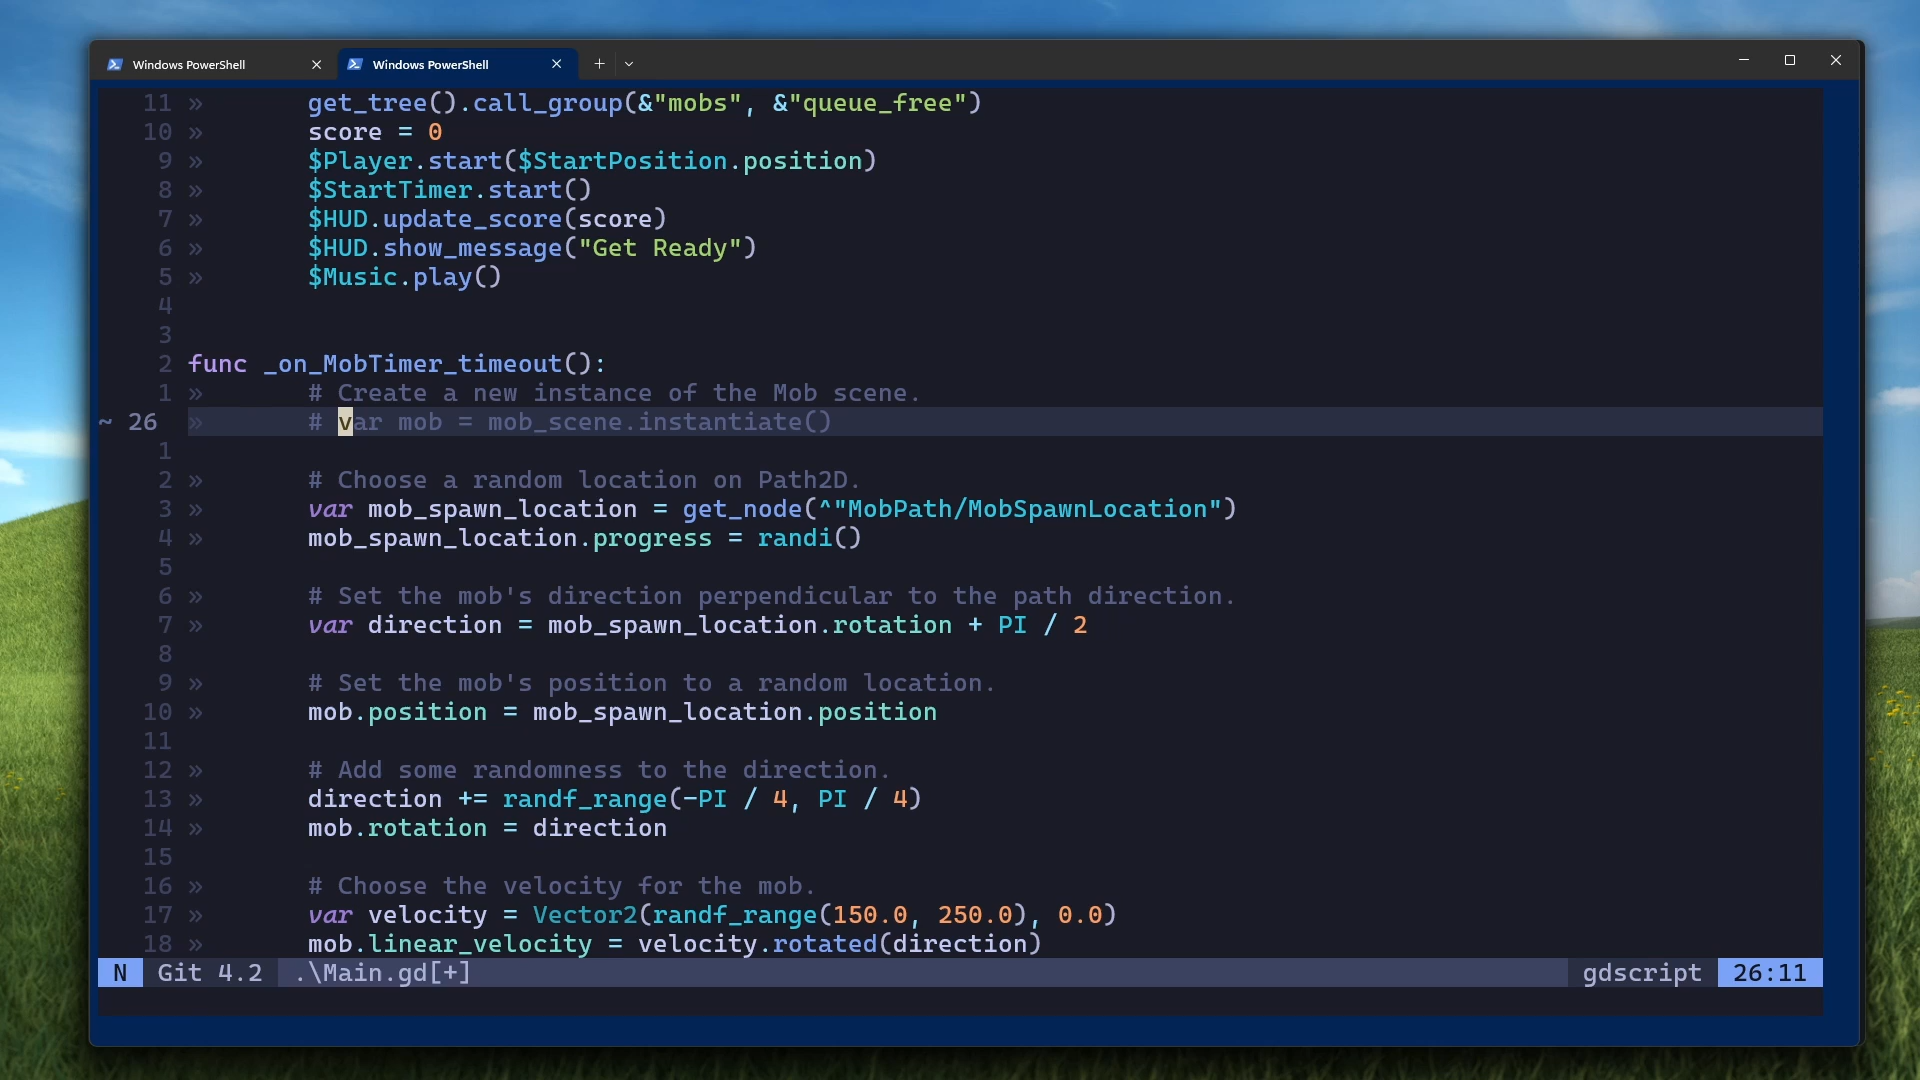 Windows PowerShell
Windows PowerShell
11 » get_tree().call_group(&"mobs", &"queue_free")
10 » score = 0
9 » $Player.start($StartPosition.position)
8 » $StartTimer.start()
7 » $HUD.update_score(score)
6 » $HUD.show_message("Get Ready")
5 » $Music.play()
4
3
2 func _on_MobTimer_timeout():
1 » # Create a new instance of the Mob scene.
~ 26 » # var mob = mob_scene.instantiate()
1
2 » # Choose a random location on Path2D.
3 » var mob_spawn_location = get_node(^"MobPath/MobSpawnLocation")
4 » mob_spawn_location.progress = randi()
5
6 » # Set the mob's direction perpendicular to the path direction.
7 » var direction = mob_spawn_location.rotation + PI / 2
8
9 » # Set the mob's position to a random location.
10 » mob.position = mob_spawn_location.position
11
12 » # Add some randomness to the direction.
13 » direction += randf_range(-PI / 4, PI / 4)
14 » mob.rotation = direction
15
16 » # Choose the velocity for the mob.
17 » var velocity = Vector2(randf_range(150.0, 250.0), 0.0)
18 » mob.linear_velocity = velocity.rotated(direction)
N Git 4.2 .\Main.gd[+] gdscript 26:11